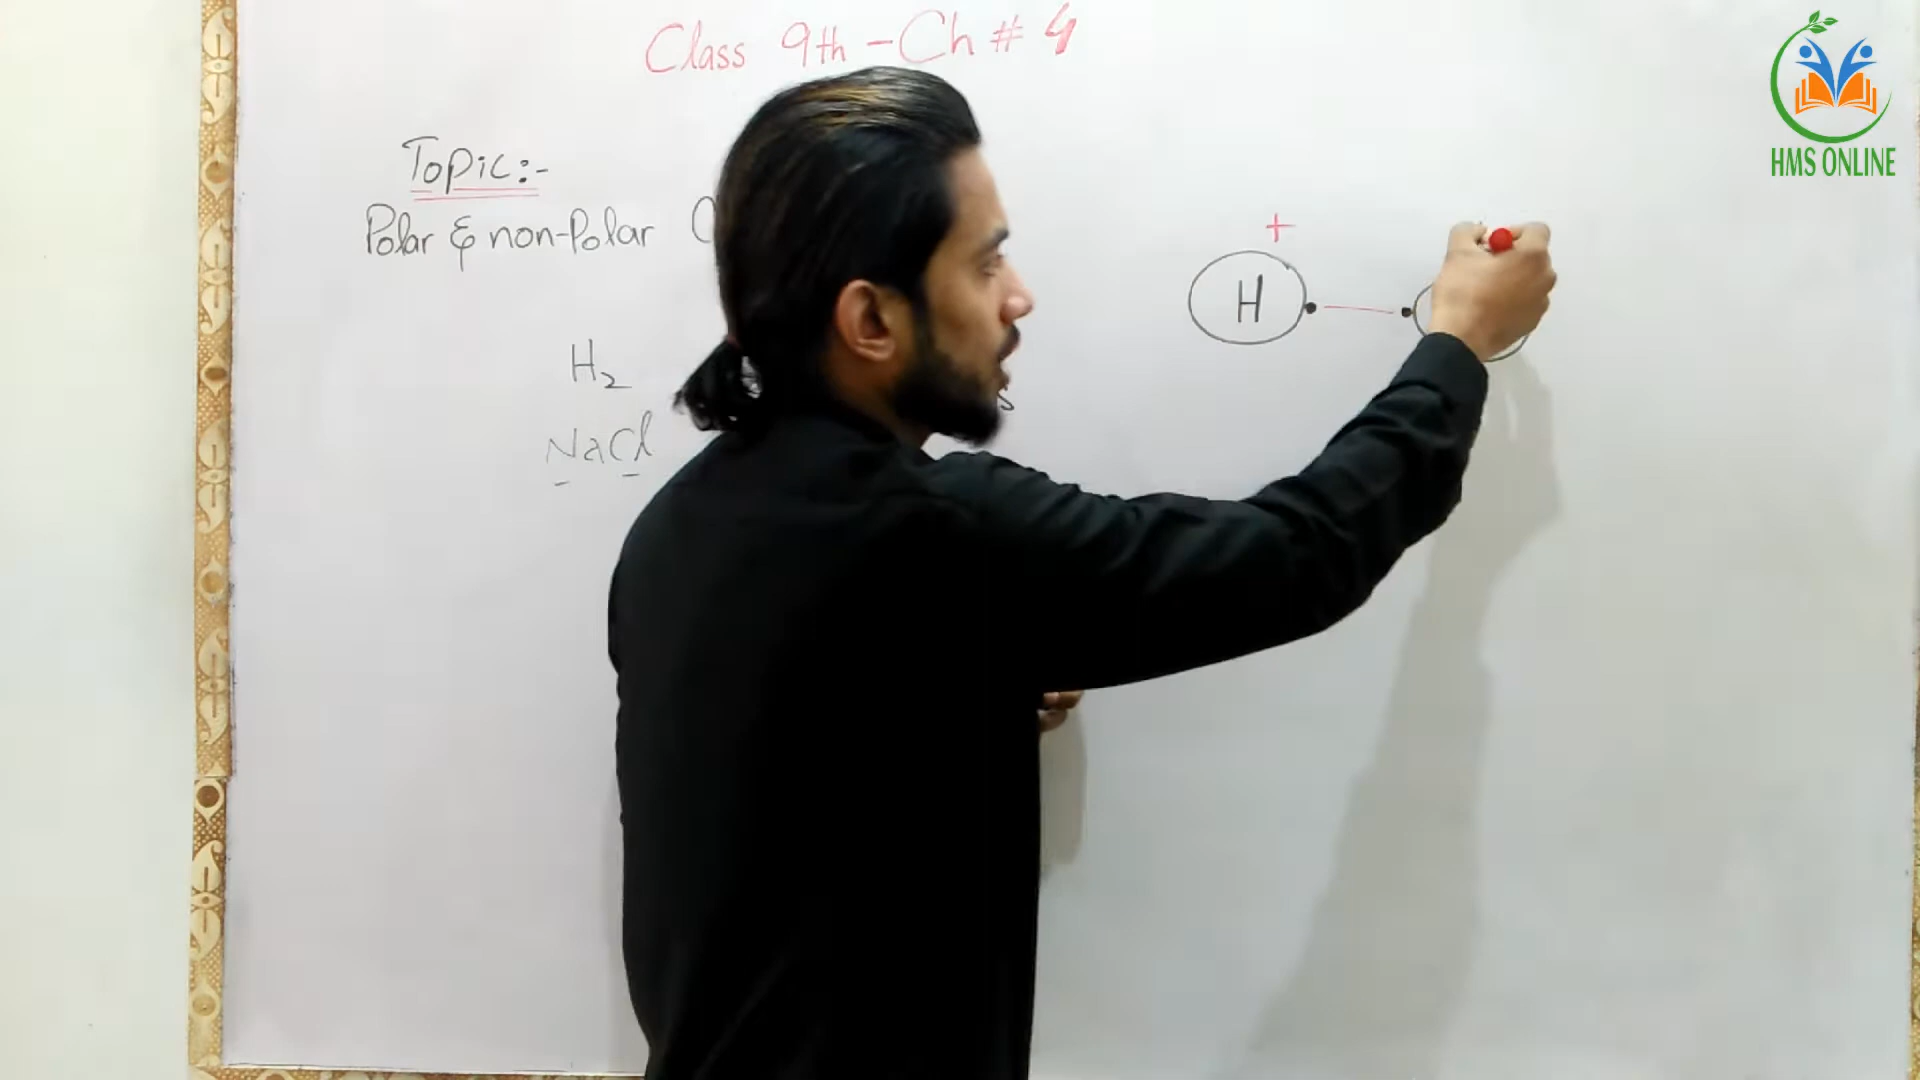 Class 9th - Ch # 4
HMS ONLINE
Topic:-
Polar & non-Polar
+
H
H2
NaCl